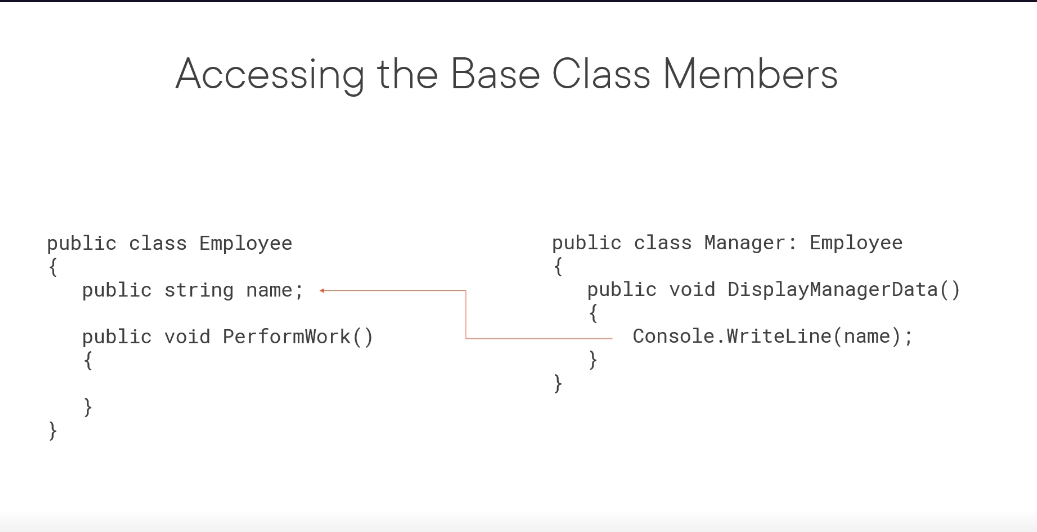 Accessing the Base Class Members
public class Employee
{
public string name;
public void PerformWork()
{
}
}
public class Manager: Employee
{
public void DisplayManagerData()
{
Console.WriteLine(name);
}
}